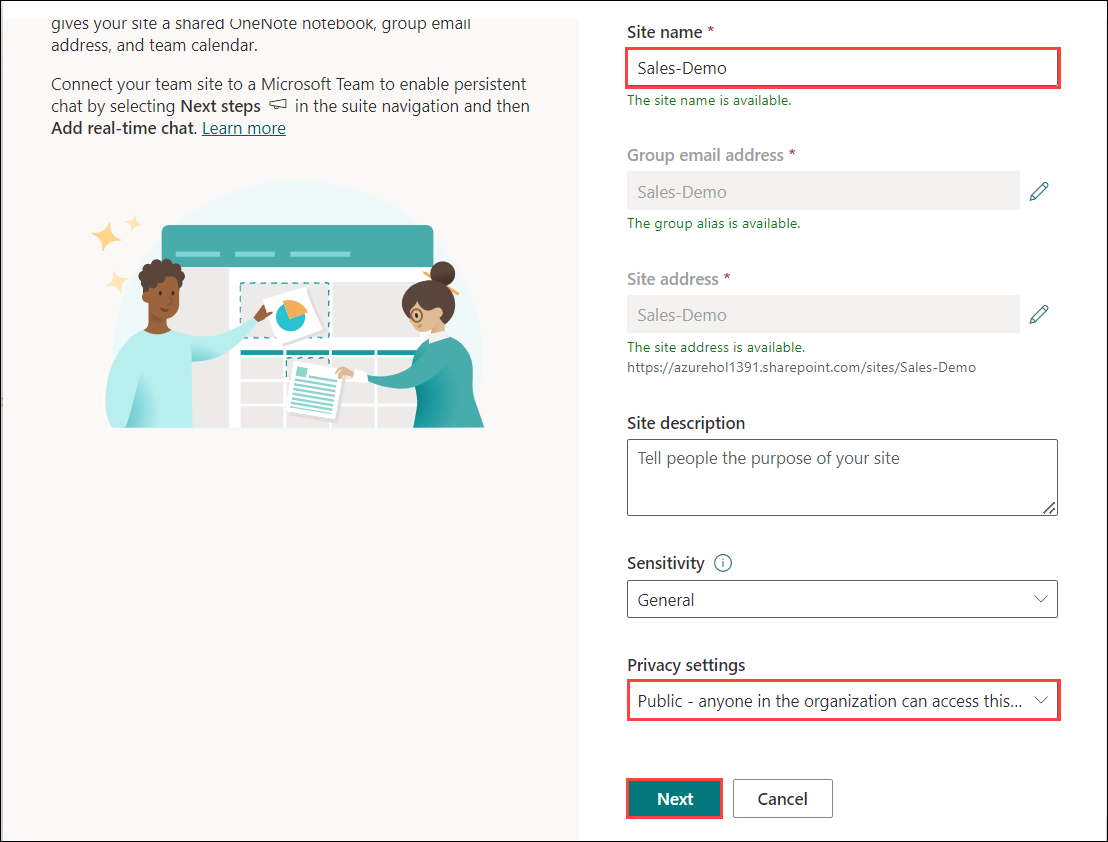 gives your site a shared OneNote notebook, group email
address, and team calendar.
Connect your team site to a Microsoft Team to enable persistent
chat by selecting Next steps in the suite navigation and then
Add real-time chat. Learn more
Site name *
Sales-Demo
The site name is available.
Group email address *
Sales-Demo
The group alias is available.
Site address *
Sales-Demo
The site address is available.
https://azurehol1391.sharepoint.com/sites/Sales-Demo
Site description
Tell people the purpose of your site
Sensitivity
General
Privacy settings
Public - anyone in the organization can access this...
Next
Cancel